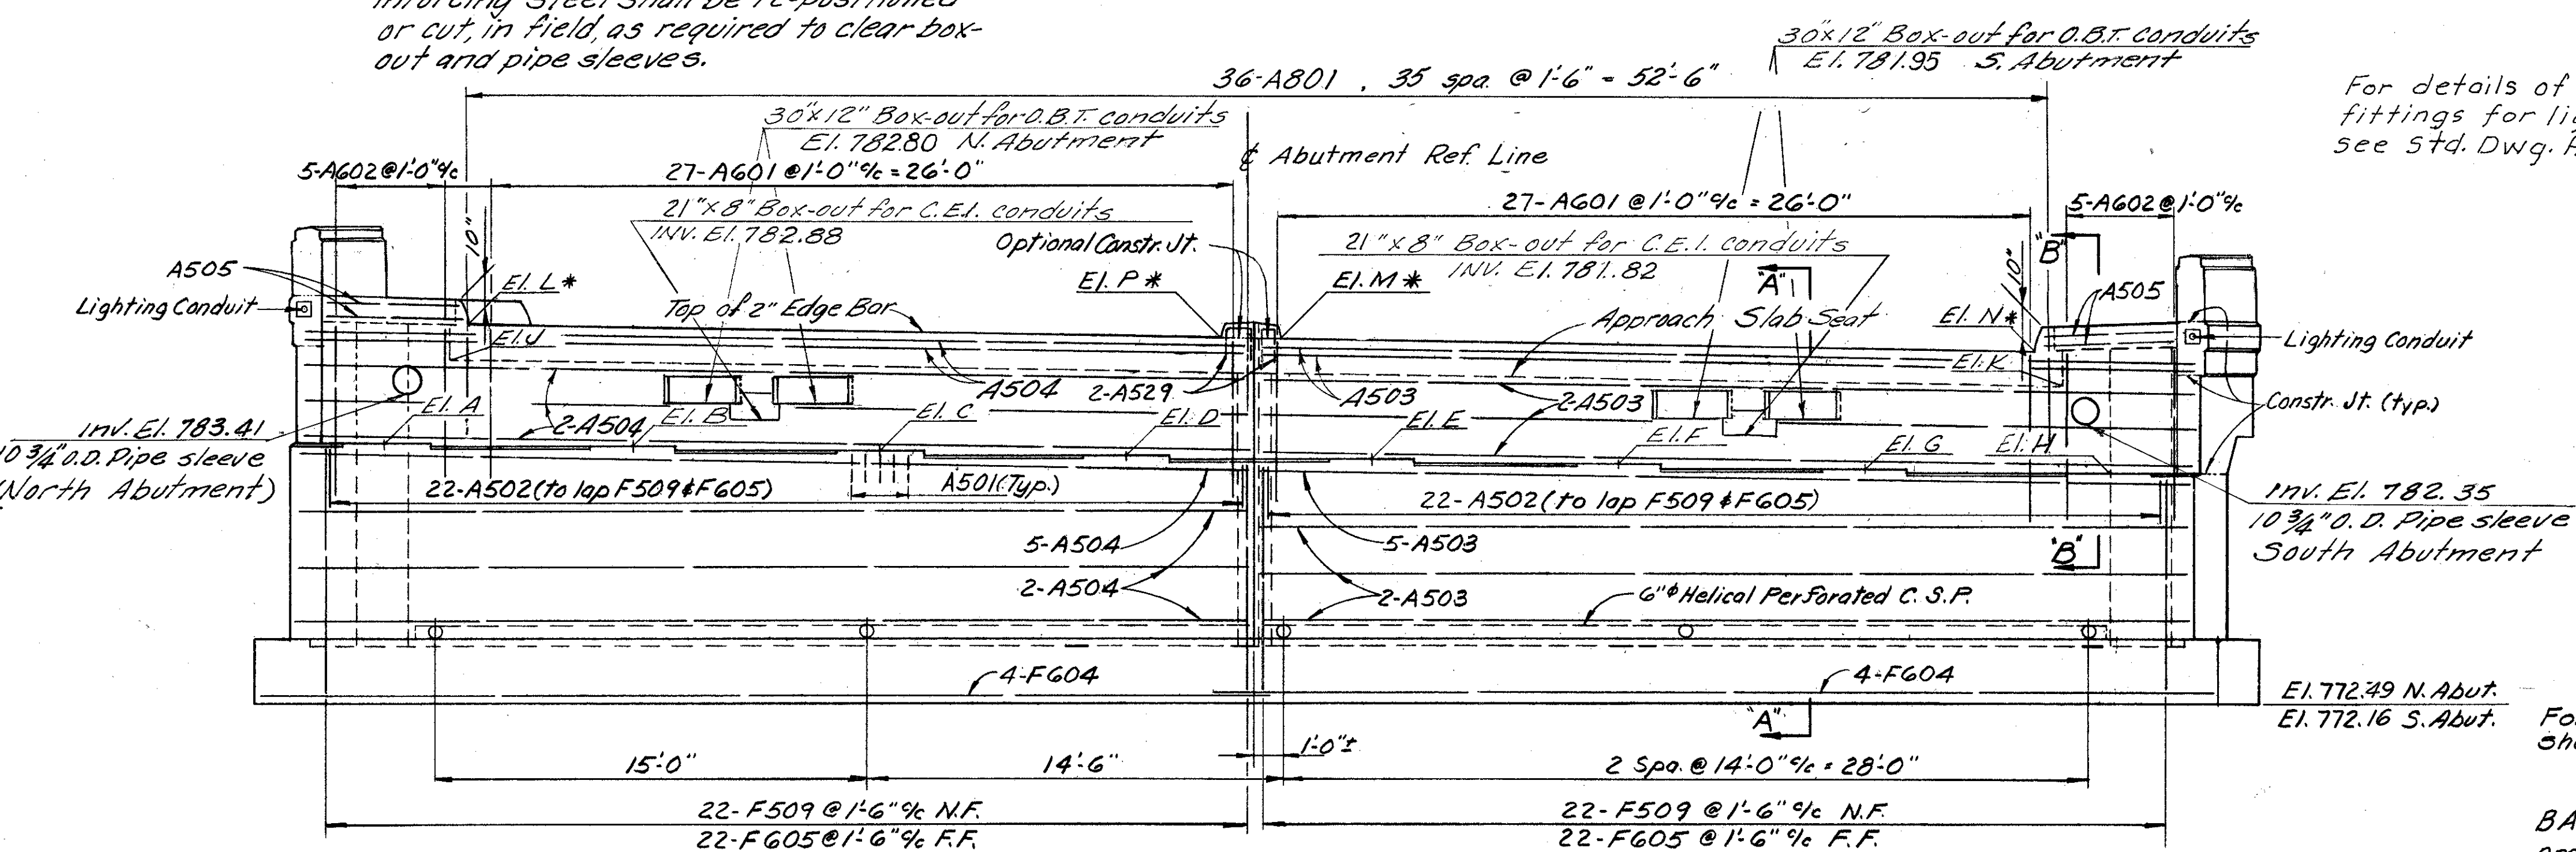 inforcing Steel shall be re-positioned
or cut, in field, as required to clear box-
out and pipe sleeves.
30"x12" Box-out for O.B.T. conduits
El. 781.95 S. Abutment
36-A801 . 35 spa. @ 1'-6" = 52'-6"
For details of
fittings for
see Std. Dwg.
30"x12" Box-out for O.B.T. conduits
El. 782.80 N. Abutment
℄ Abutment Ref. Line
5-A602 @ 1'-0" c/c
27-A601 @ 1'-0" c/c = 26'-0"
27-A601 @ 1'-0" c/c = 26'-0"
5-A602 @ 1'-0" c/c
21"x8" Box-out for C.E.I. conduits
INV. El. 782.88
Optional Constr. Jt.
21"x8" Box-out for C.E.I. conduits
INV. El. 781.82
10"
10"
"B"
"A"
A505
El. L *
El. P *
El. M *
El. N *
A505
Lighting Conduit
Top of 2" Edge Bar
Approach Slab Seat
Lighting Conduit
El. J
El. K
A504
2-A529
A503
2-A503
Constr. Jt. (typ.)
El. A
2-A504
El. B
El. C
El. D
El. E
El. F
El. G
El. H
Inv. El. 783.41
10 3/4" O.D. Pipe sleeve
(North Abutment)
22-A502 (to lap F509 & F605)
A501 (Typ.)
22-A502 (to lap F509 & F605)
Inv. El. 782.35
10 3/4" O.D. Pipe sleeve
South Abutment
5-A504
5-A503
"B"
2-A504
2-A503
6"ϕ Helical Perforated C.S.P.
4-F604
4-F604
El. 772.49 N. Abut.
El. 772.16 S. Abut.
"A"
1'-0"±
15'-0"
14'-6"
2 Spa. @ 14'-0" c/c = 28'-0"
22-F509 @ 1'-6" c/c N.F.
22-F605 @ 1'-6" c/c F.F.
22-F509 @ 1'-6" c/c N.F.
22-F605 @ 1'-6" c/c F.F.